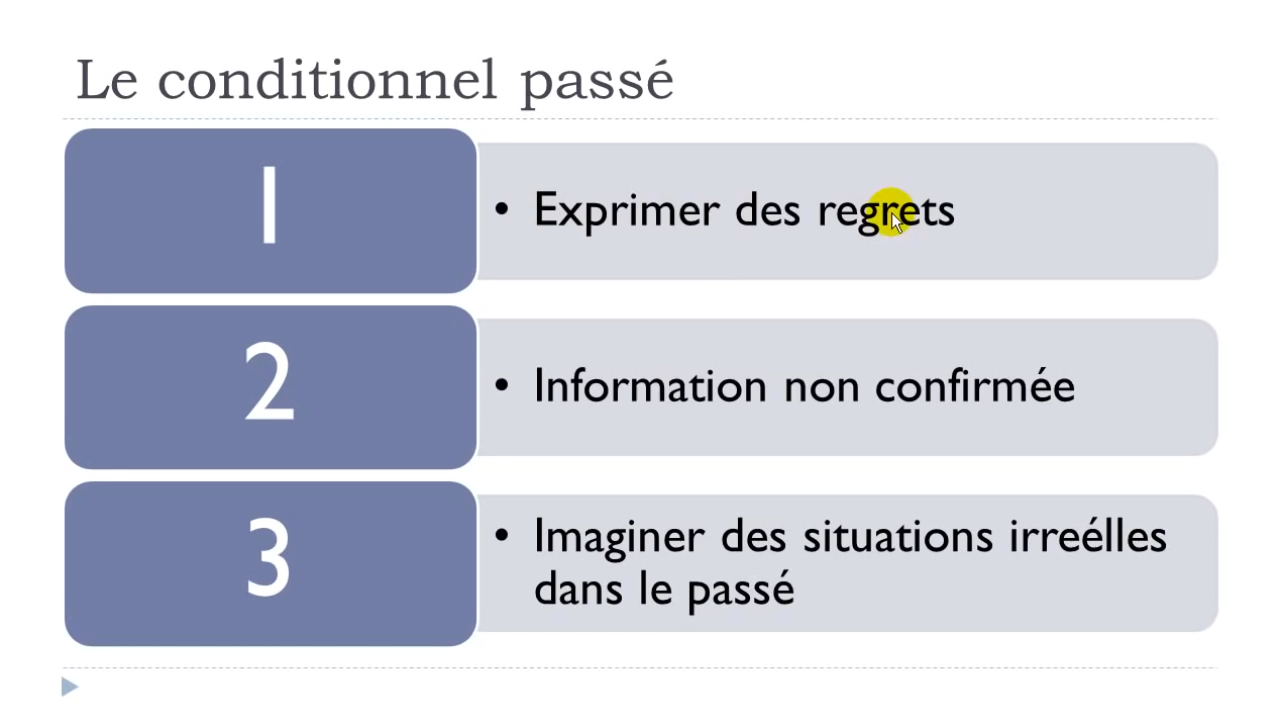 Le conditionnel passé
1
• Exprimer des regrets
2
• Information non confirmée
3
• Imaginer des situations irreélles
dans le passé